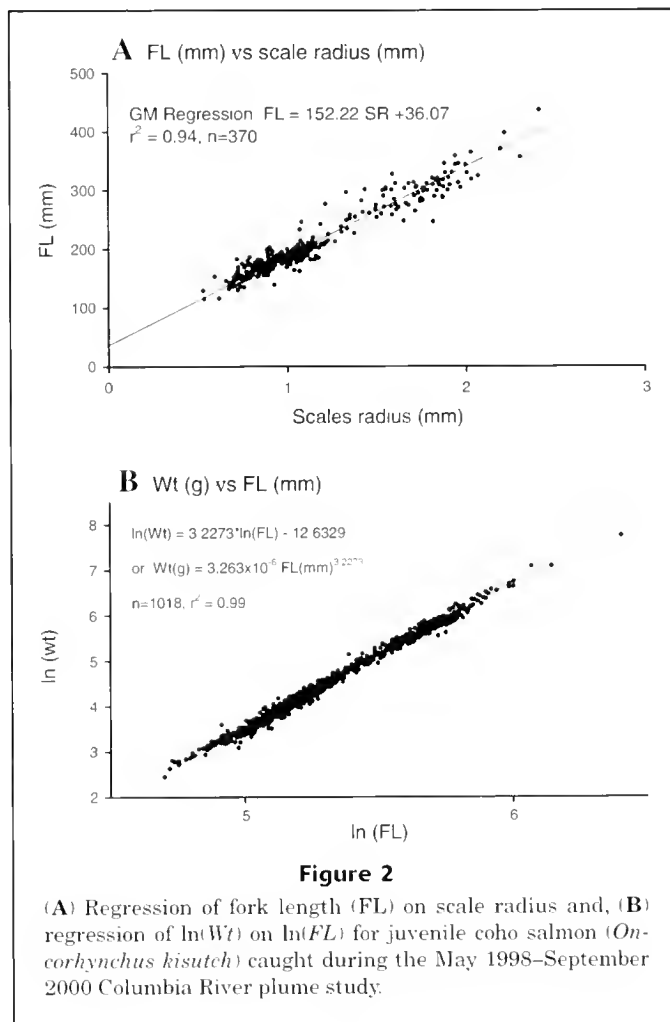 A FL (mm) vs scale radius (mm)
500
GM Regression FL = 152.22 SR +36.07
r² = 0.94, n=370
400
300
200
100
0
FL (mm)
0 1 2 3
Scales radius (mm)
B Wt (g) vs FL (mm)
8
ln(Wt) = 3 2273*ln(FL) - 12 6329
or Wt(g) = 3.263x10⁻⁶ FL(mm)³·²²⁷³
7
n=1018, r² = 0.99
6
5
4
3
2
ln (wt)
5 6
ln (FL)
Figure 2
(A) Regression of fork length (FL) on scale radius and, (B)
regression of ln(Wt) on ln(FL) for juvenile coho salmon (On-
corhynchus kisutch) caught during the May 1998–September
2000 Columbia River plume study.